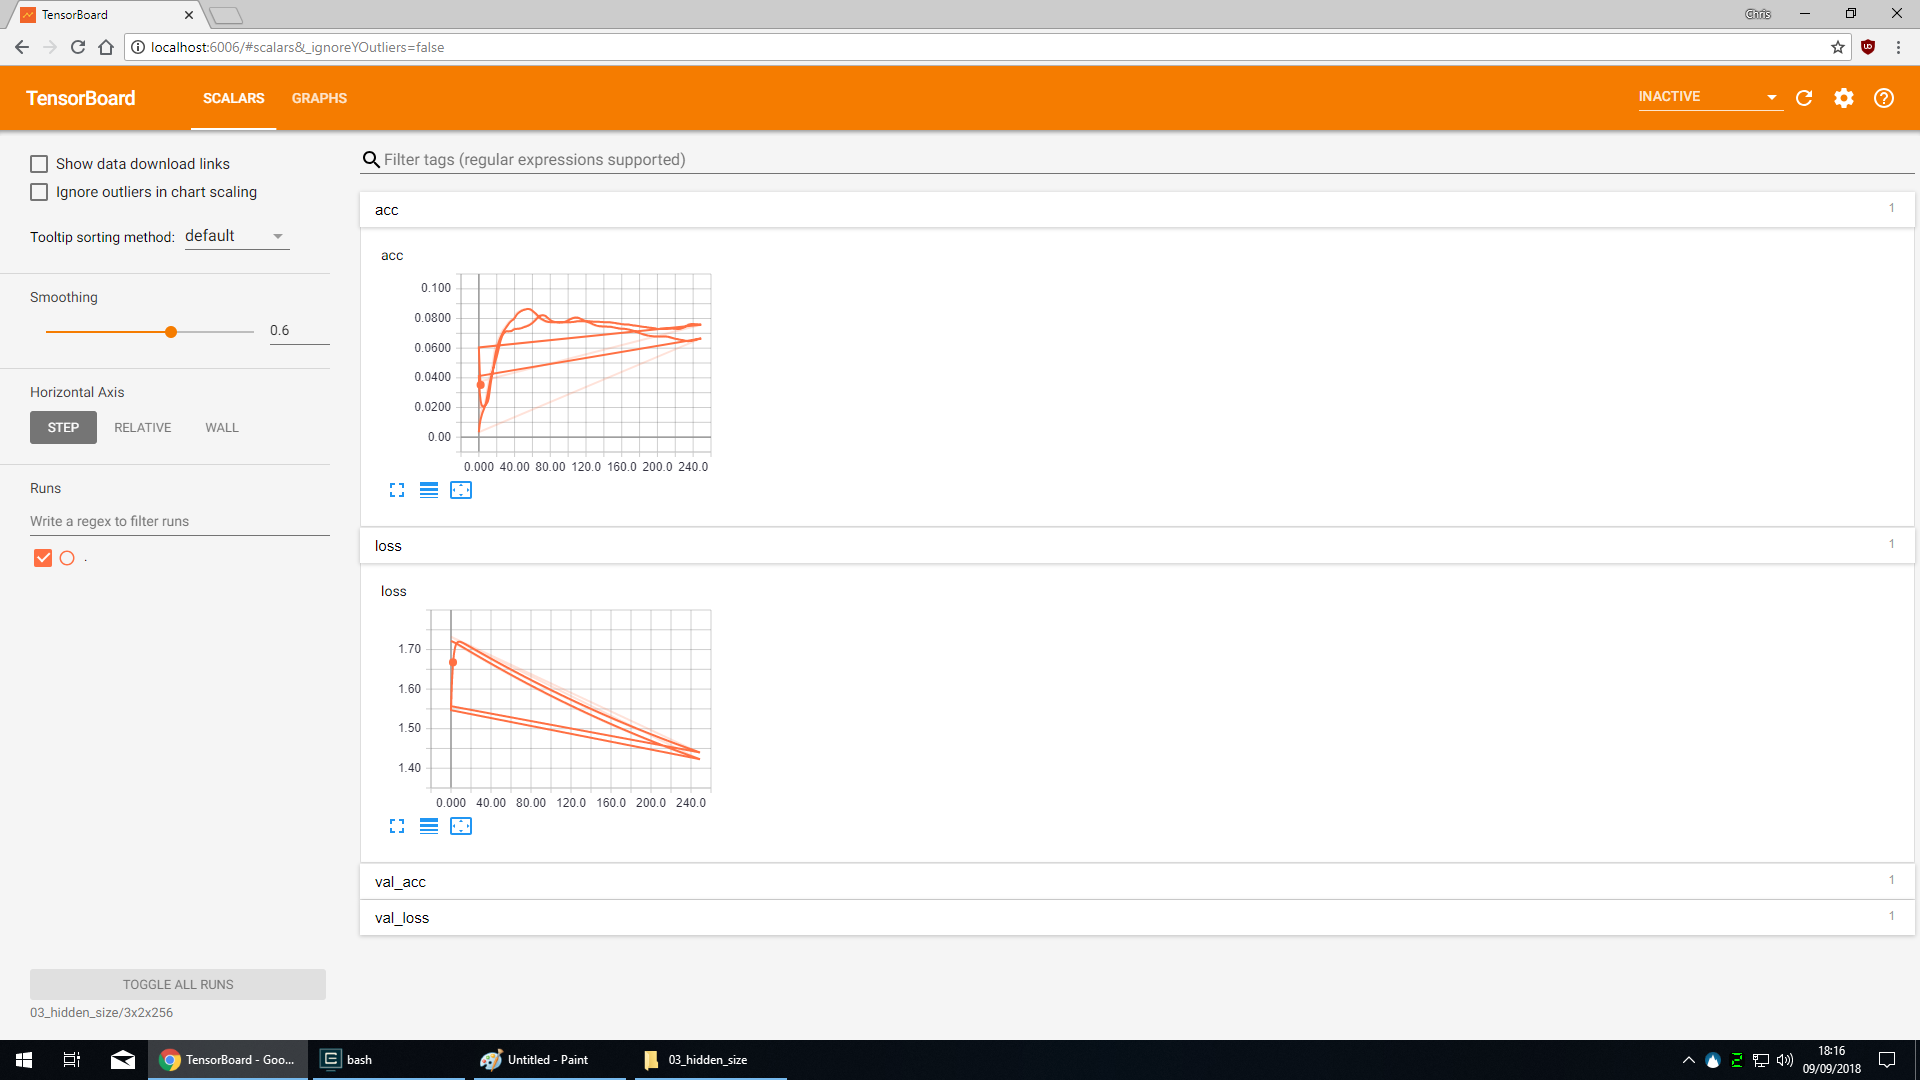 TensorBoard
Chris
localhost:6006/#scalars&_ignoreYOutliers=false
TensorBoard
SCALARS
GRAPHS
INACTIVE
Show data download links
Ignore outliers in chart scaling
Tooltip sorting method: default
Smoothing
0.6
Horizontal Axis
STEP RELATIVE WALL
Runs
Write a regex to filter runs
.
TOGGLE ALL RUNS
03_hidden_size/3x2x256
Filter tags (regular expressions supported)
acc 1
acc
0.100
0.0800
0.0600
0.0400
0.0200
0.00
0.000 40.00 80.00 120.0 160.0 200.0 240.0
loss 1
loss
1.70
1.60
1.50
1.40
0.000 40.00 80.00 120.0 160.0 200.0 240.0
val_acc 1
val_loss 1
TensorBoard - Goo...
bash
Untitled - Paint
03_hidden_size
2
18:16
09/09/2018